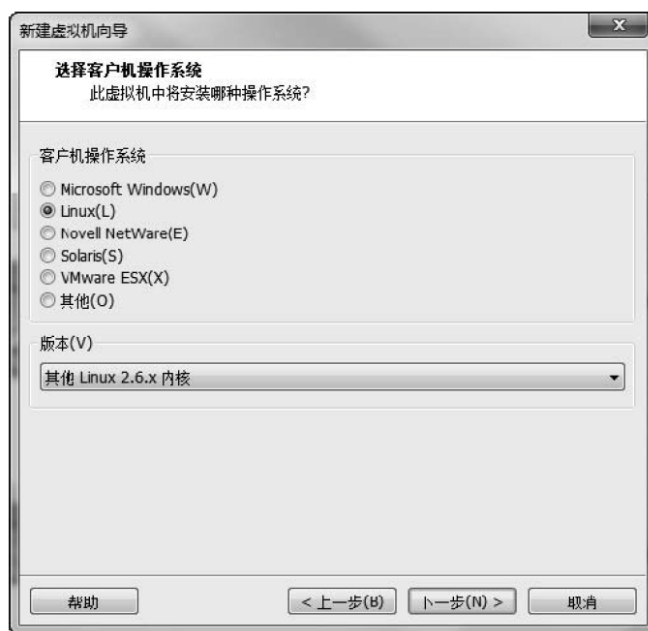 新建虚拟机向导
x
选择客户机操作系统
此虚拟机中将安装哪种操作系统?
客户机操作系统
Microsoft Windows(W)
Linux(L)
Novell NetWare(E)
Solaris(S)
VMware ESX(X)
其他(O)
版本(V)
其他 Linux 2.6.x 内核
帮助
< 上一步(B)
下一步(N) >
取消